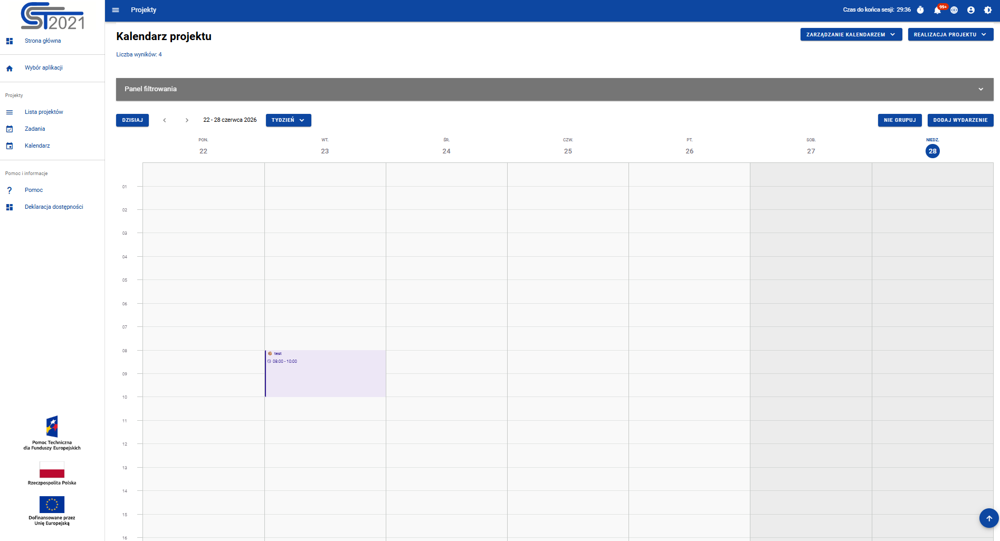 CST2021
Strona główna
Wybór aplikacji
Projekty
Lista projektów
Zadania
Kalendarz
Pomoc i informacje
Pomoc
Deklaracja dostępności
Pomoc Techniczna
dla Funduszy Europejskich
Rzeczpospolita Polska
Dofinansowane przez
Unię Europejską
Projekty
Czas do końca sesji: 29:36
99+
Kalendarz projektu
ZARZĄDZANIE KALENDARZEM
REALIZACJA PROJEKTU
Liczba wyników: 4
Panel filtrowania
DZISIAJ
22 - 28 czerwca 2026
TYDZIEŃ
NIE GRUPUJ
DODAJ WYDARZENIE
PON. WT. ŚR. CZW. PT. SOB. NIEDZ.
22 23 24 25 26 27 28
01
02
03
04
05
06
07
08
test
08:00 - 10:00
09
10
11
12
13
14
15
16